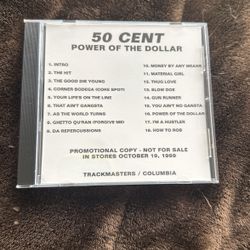 50 CENT
POWER OF THE DOLLAR
1. INTRO
2. THE HIT
3. THE GOOD DIE YOUNG
4. CORNER BODEGA (COKE SPOT)
5. YOUR LIFE'S ON THE LINE
6. THAT AIN'T GANGSTA
7. AS THE WORLD TURNS
8. GHETTO QU'RAN (FORGIVE ME)
9. DA REPERCUSSIONS
10. MONEY BY ANY MEANS
11. MATERIAL GIRL
12. THUG LOVE
13. SLOW DOE
14. GUN RUNNER
15. YOU AIN'T NO GANSTA
16. POWER OF THE DOLLAR
17. I'M A HUSTLER
18. HOW TO ROB
PROMOTIONAL COPY - NOT FOR SALE
IN STORES OCTOBER 19, 1999
TRACKMASTERS / COLUMBIA